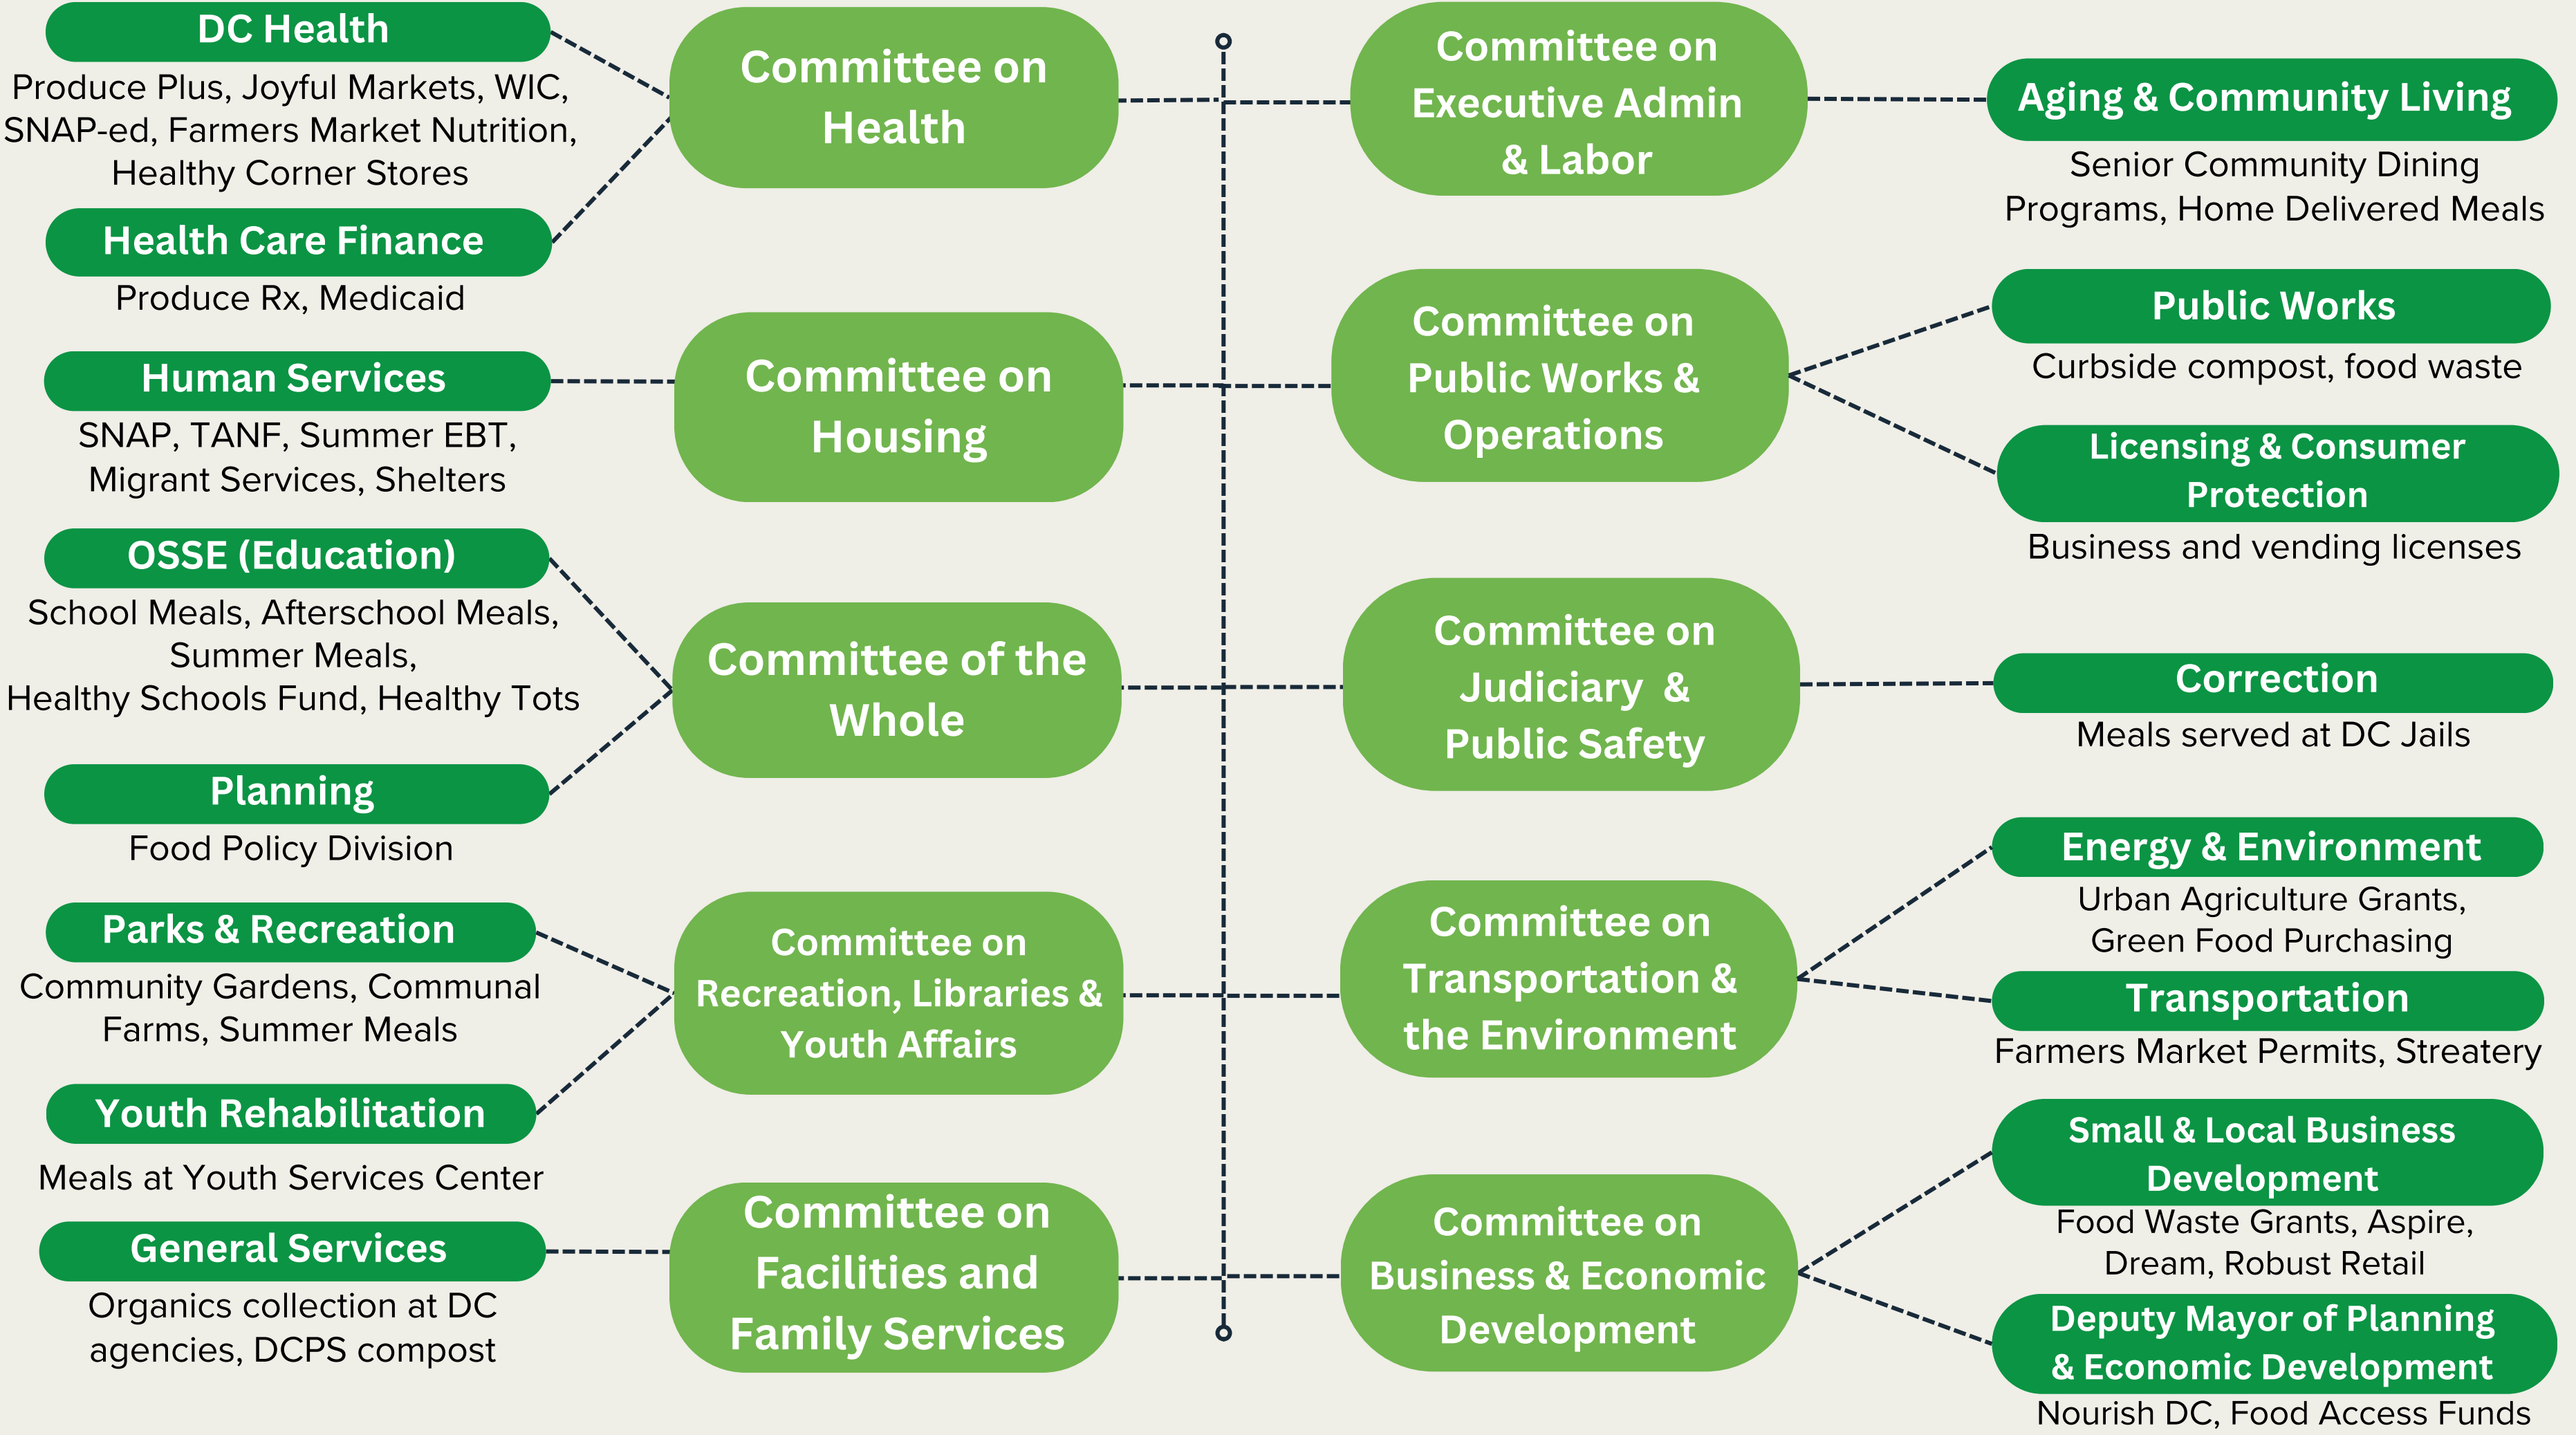 DC Health
Produce Plus, Joyful Markets, WIC,
SNAP-ed, Farmers Market Nutrition,
Healthy Corner Stores
Health Care Finance
Produce Rx, Medicaid
Committee on
Health
Human Services
SNAP, TANF, Summer EBT,
Migrant Services, Shelters
Committee on
Housing
OSSE (Education)
School Meals, Afterschool Meals,
Summer Meals,
Healthy Schools Fund, Healthy Tots
Planning
Food Policy Division
Committee of the
Whole
Parks & Recreation
Community Gardens, Communal
Farms, Summer Meals
Youth Rehabilitation
Meals at Youth Services Center
Committee on
Recreation, Libraries &
Youth Affairs
General Services
Organics collection at DC
agencies, DCPS compost
Committee on
Facilities and
Family Services
Committee on
Executive Admin
& Labor
Aging & Community Living
Senior Community Dining
Programs, Home Delivered Meals
Committee on
Public Works &
Operations
Public Works
Curbside compost, food waste
Licensing & Consumer
Protection
Business and vending licenses
Committee on
Judiciary &
Public Safety
Correction
Meals served at DC Jails
Committee on
Transportation &
the Environment
Energy & Environment
Urban Agriculture Grants,
Green Food Purchasing
Transportation
Farmers Market Permits, Streatery
Committee on
Business & Economic
Development
Small & Local Business
Development
Food Waste Grants, Aspire,
Dream, Robust Retail
Deputy Mayor of Planning
& Economic Development
Nourish DC, Food Access Funds